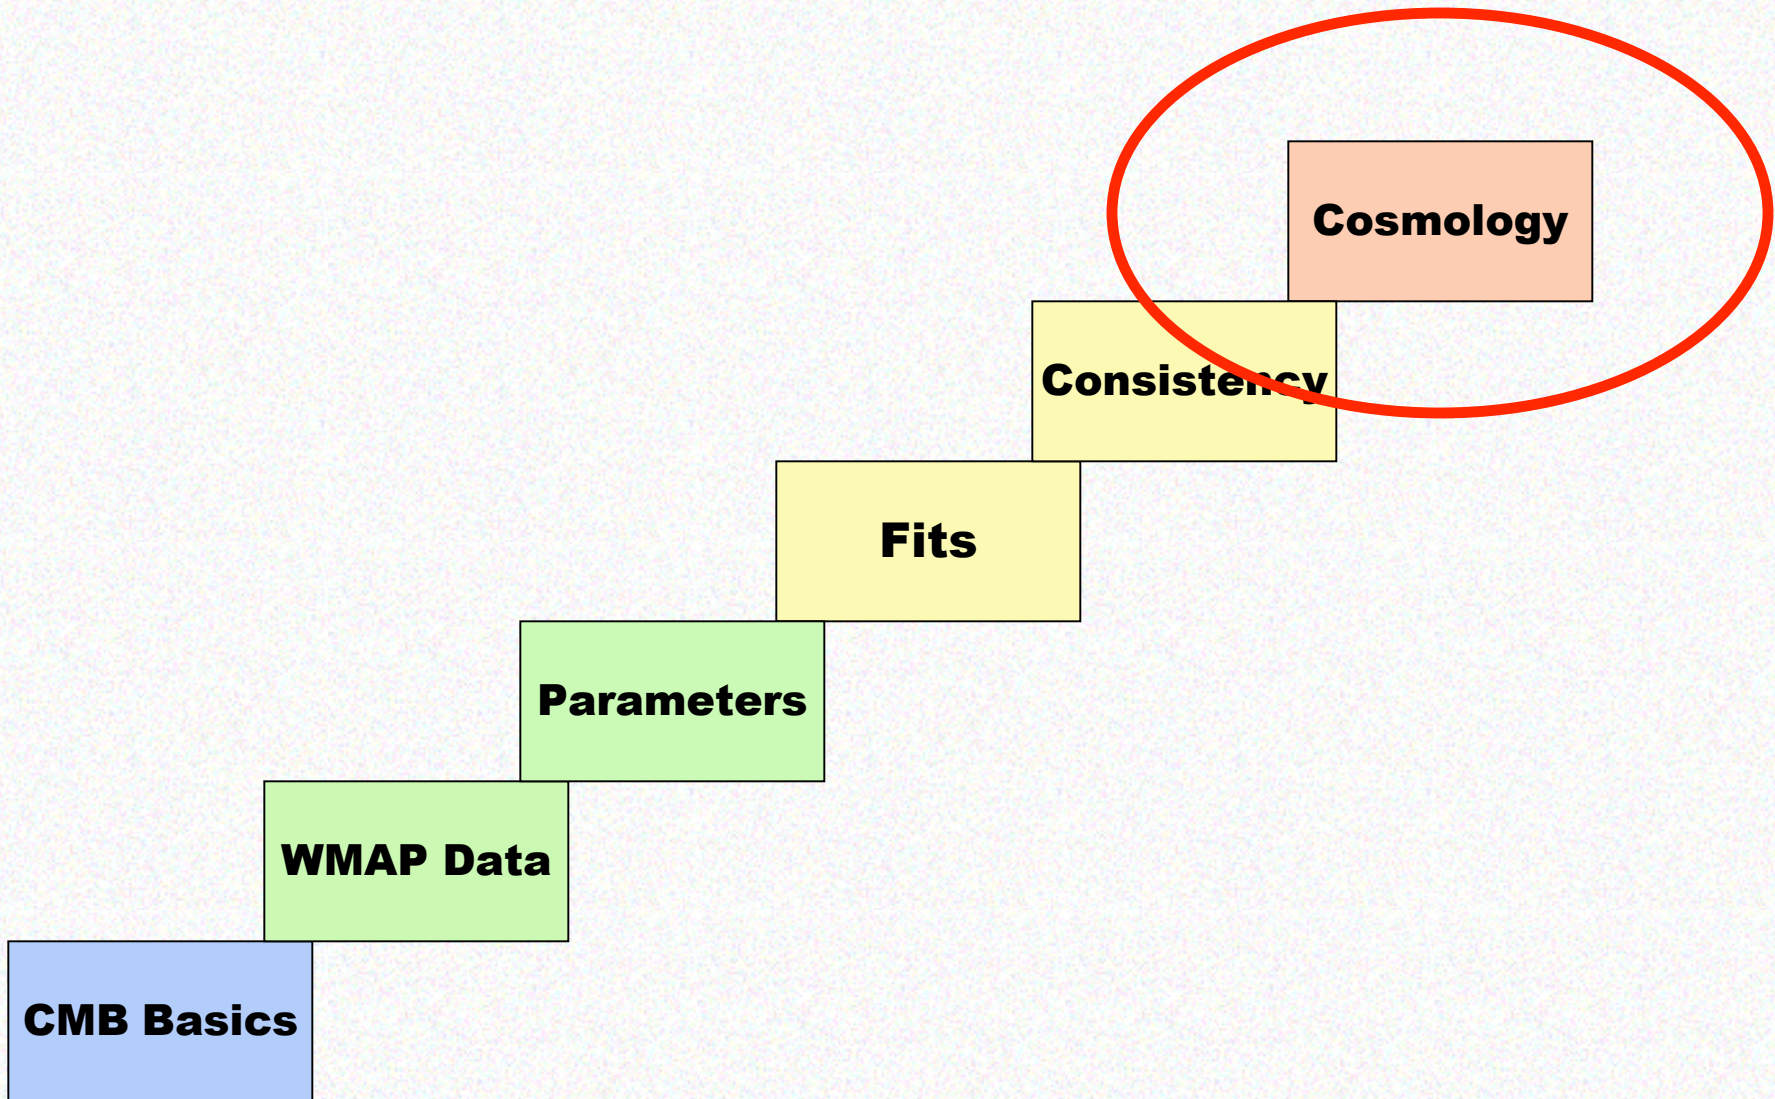 Cosmology
Consistency
Fits
Parameters
WMAP Data
CMB Basics